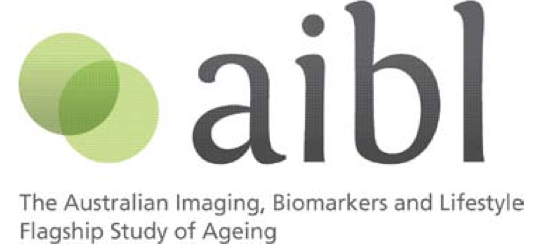 aibl
The Australian Imaging, Biomarkers and Lifestyle
Flagship Study of Ageing